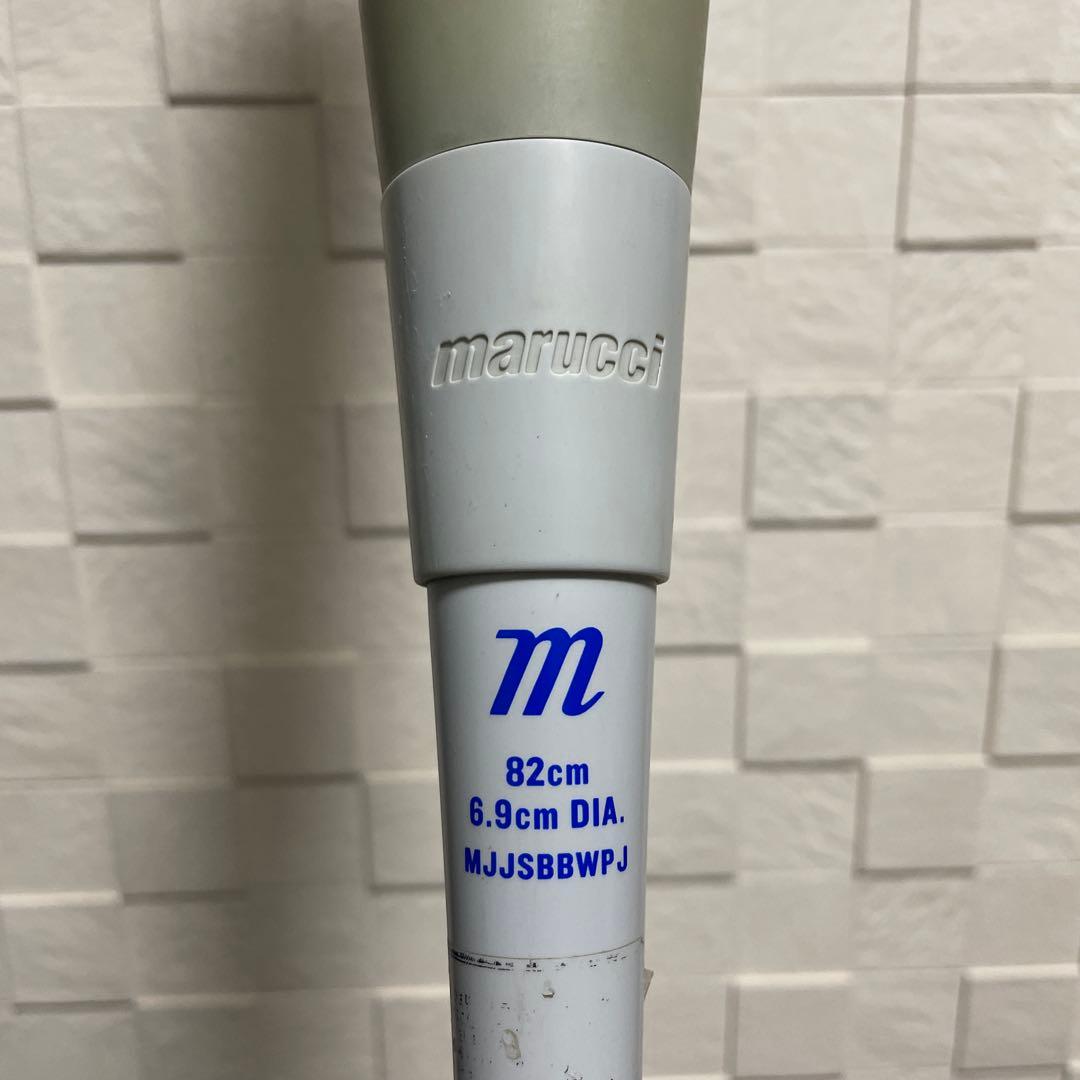 marucci
m
82cm
6.9cm DIA.
MJJSBBWPJ